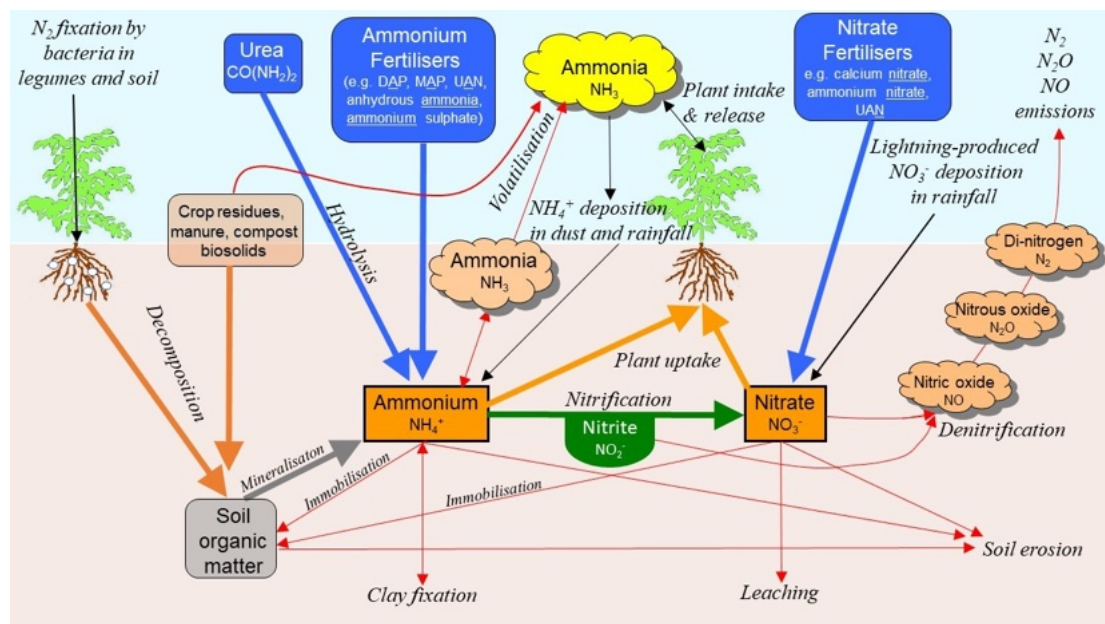 N2 fixation by
bacteria in
legumes and soil
Urea
CO(NH2)2
Ammonium
Fertilisers
(e.g. DAP, MAP, UAN,
anhydrous ammonia,
ammonium sulphate)
Ammonia
NH3
Plant intake
& release
Nitrate
Fertilisers
e.g. calcium nitrate,
ammonium nitrate,
UAN
N2
N2O
NO
emissions
Lightning-produced
NO3- deposition
in rainfall
Volatilisation
Hydrolysis
Crop residues,
manure, compost
biosolids
NH4+ deposition
in dust and rainfall
Ammonia
NH3
Di-nitrogen
N2
Nitrous oxide
N2O
Nitric oxide
NO
Decomposition
Plant uptake
Ammonium
NH4+
Nitrification
Nitrite
NO2-
Nitrate
NO3-
Denitrification
Mineralisaton
Immobilisation
Immobilisation
Soil
organic
matter
Soil erosion
Clay fixation
Leaching